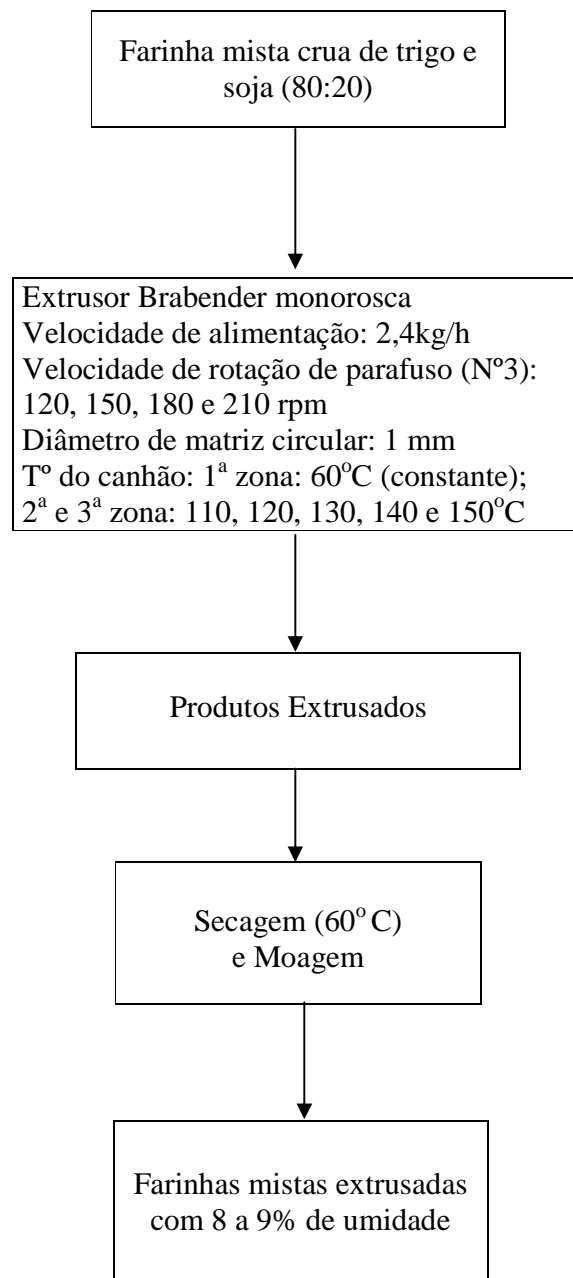 Farinha mista crua de trigo e
soja (80:20)
Extrusor Brabender monorosca
Velocidade de alimentação: 2,4kg/h
Velocidade de rotação de parafuso (Nº3):
120, 150, 180 e 210 rpm
Diâmetro de matriz circular: 1 mm
Tº do canhão: 1ª zona: 60ºC (constante);
2ª e 3ª zona: 110, 120, 130, 140 e 150ºC
Produtos Extrusados
Secagem (60º C)
e Moagem
Farinhas mistas extrusadas
com 8 a 9% de umidade